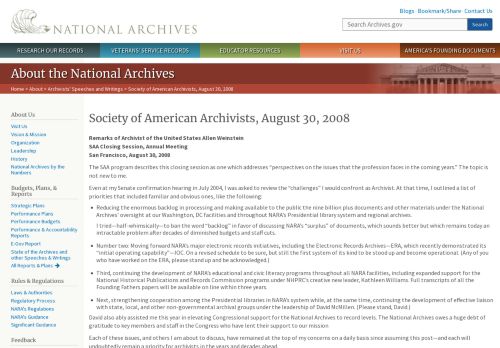 Blogs · Bookmark/Share · Contact Us
NATIONAL ARCHIVES
Search Archives.gov
Search
RESEARCH OUR RECORDS
VETERANS' SERVICE RECORDS
EDUCATOR RESOURCES
VISIT US
AMERICA'S FOUNDING DOCUMENTS
About the National Archives
Home > About > Archivists' Speeches and Writings > Society of American Archivists, August 30, 2008
About Us
Visit Us
Vision & Mission
Organization
Leadership
History
National Archives by the
Numbers
Budgets, Plans, &
Reports
Strategic Plans
Performance Plans
Performance Budgets
Performance & Accountability
Reports
E-Gov Report
State of the Archives and
other Speeches & Writings
All Reports & Plans
Rules & Regulations
Laws & Authorities
Regulatory Process
NARA's Regulations
Significant Guidance
Feedback
Society of American Archivists, August 30, 2008
Remarks of Archivist of the United States Allen Weinstein
SAA Closing Session, Annual Meeting
San Francisco, August 30, 2008
The SAA program describes this closing session as one which addresses "perspectives on the issues that the profession faces in the coming years." The topic is
not new to me.
Even at my Senate confirmation hearing in July 2004, I was asked to review the "challenges" I would confront as Archivist. At that time, I outlined a list of
priorities that included familiar and obvious ones, like the following:
• Reducing the enormous backlog in processing and making available to the public the nine billion plus documents and other materials under the National
Archives' oversight at our Washington, DC facilities and throughout NARA's Presidential library system and regional archives.
I tried—half-whimsically—to ban the word "backlog" in favor of discussing NARA's "surplus" of documents, which sounds better but which remains today an
intractable problem after decades of diminished budgets and staff cuts.
• Number two: Moving forward NARA's major electronic records initiatives, including the Electronic Records Archives—ERA, which recently demonstrated its
"initial operating capability"—IOC. On a revised schedule to be sure, but still the first system of its kind to be stood up and become operational. (Any of you
who have worked on the ERA, please stand up and be acknowledged.)
• Third, continuing the development of NARA's educational and civic literacy programs throughout all NARA facilities, including expanded support for the
National Historical Publications and Records Commission programs under NHPRC's creative new leader, Kathleen Williams. Full transcripts of all the
Founding Fathers papers will be available on line within three years.
• Next, strengthening cooperation among the Presidential libraries in NARA's system while, at the same time, continuing the development of effective liaison
with state, local, and other non-governmental archival groups under the leadership of David McMillen. (Please stand, David.)
David also ably assisted me this year in elevating Congressional support for the National Archives to record levels. The National Archives owes a huge debt of
gratitude to key members and staff in the Congress who have lent their support to our mission
Each of these issues, and others I am about to discuss, have remained at the top of my concerns on a daily basis since assuming this post—and each will
undoubtedly remain a priority for archivists in the years and decades ahead.